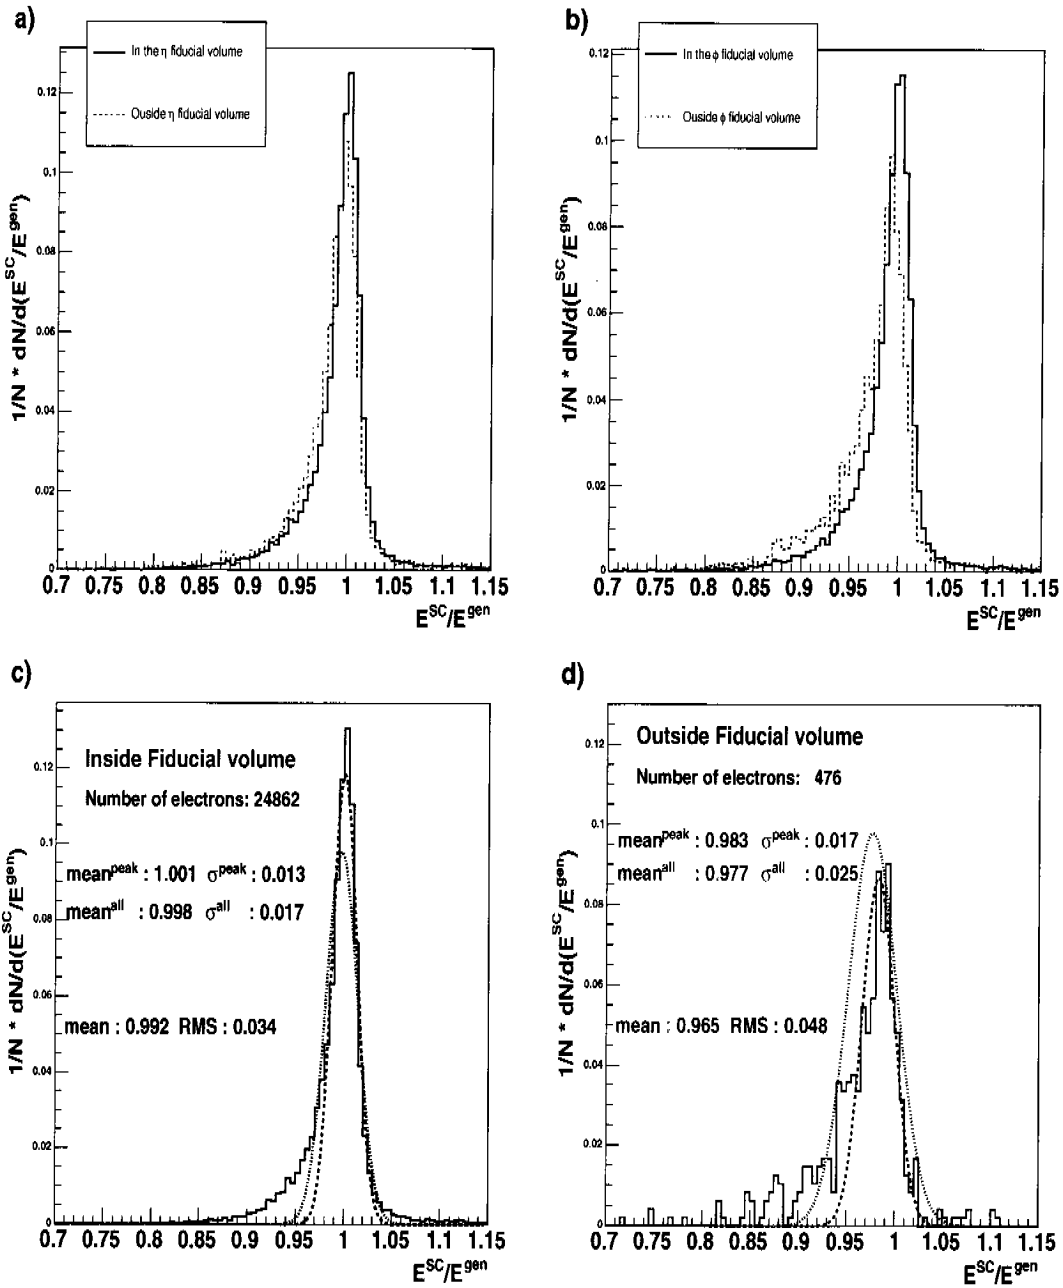 a)
In the η fiducial volume
Ouside η fiducial volume
0.12
0.1
0.08
0.06
0.04
0.02
0
1/N * dN/d(E^SC/E^gen)
0.7 0.75 0.8 0.85 0.9 0.95 1 1.05 1.1 1.15
E^SC/E^gen
b)
In the ϕ fiducial volume
Ouside ϕ fiducial volume
0.12
0.1
0.08
0.06
0.04
0.02
0
1/N * dN/d(E^SC/E^gen)
0.7 0.75 0.8 0.85 0.9 0.95 1 1.05 1.1 1.15
E^SC/E^gen
c)
Inside Fiducial volume
Number of electrons: 24862
mean^peak : 1.001 σ^peak : 0.013
mean^all : 0.998 σ^all : 0.017
mean : 0.992 RMS : 0.034
0.12
0.1
0.08
0.06
0.04
0.02
0
1/N * dN/d(E^SC/E^gen)
0.7 0.75 0.8 0.85 0.9 0.95 1 1.05 1.1 1.15
E^SC/E^gen
d)
Outside Fiducial volume
Number of electrons: 476
mean^peak : 0.983 σ^peak : 0.017
mean^all : 0.977 σ^all : 0.025
mean : 0.965 RMS : 0.048
0.12
0.1
0.08
0.06
0.04
0.02
0
1/N * dN/d(E^SC/E^gen)
0.7 0.75 0.8 0.85 0.9 0.95 1 1.05 1.1 1.15
E^SC/E^gen